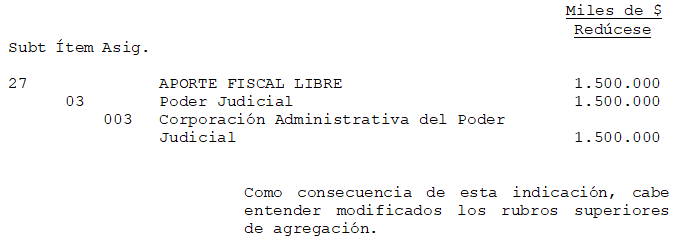 Miles de $
Redúcese
Subt Ítem Asig.
27 APORTE FISCAL LIBRE 1.500.000
03 Poder Judicial 1.500.000
003 Corporación Administrativa del Poder
Judicial 1.500.000
Como consecuencia de esta indicación, cabe
entender modificados los rubros superiores
de agregación.